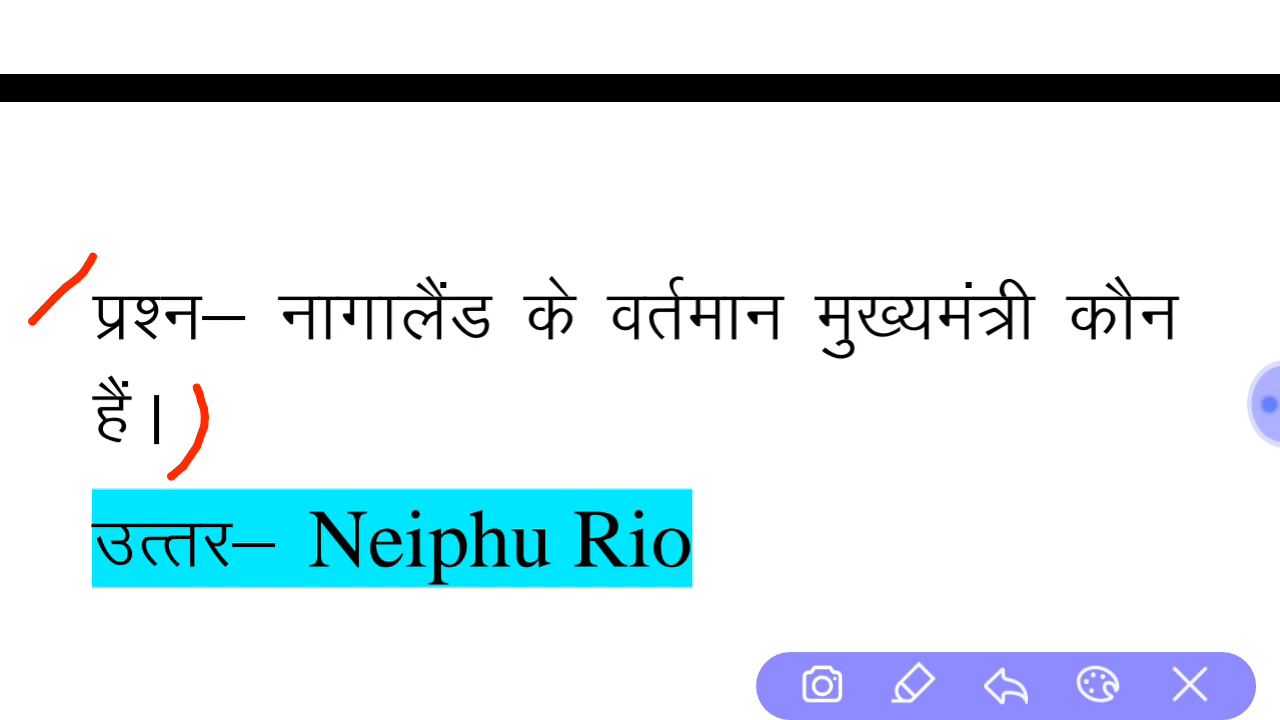 प्रश्न– नागालैंड के वर्तमान मुख्यमंत्री कौन
हैं|
उत्तर– Neiphu Rio